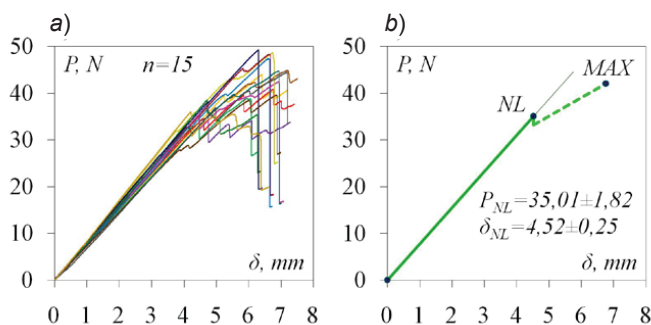 a)
P, N n=15
50
40
30
20
10
0
δ, mm
0 1 2 3 4 5 6 7 8
b)
P, N
MAX
NL
P_NL=35,01±1,82
δ_NL=4,52±0,25
50
40
30
20
10
0
δ, mm
0 1 2 3 4 5 6 7 8